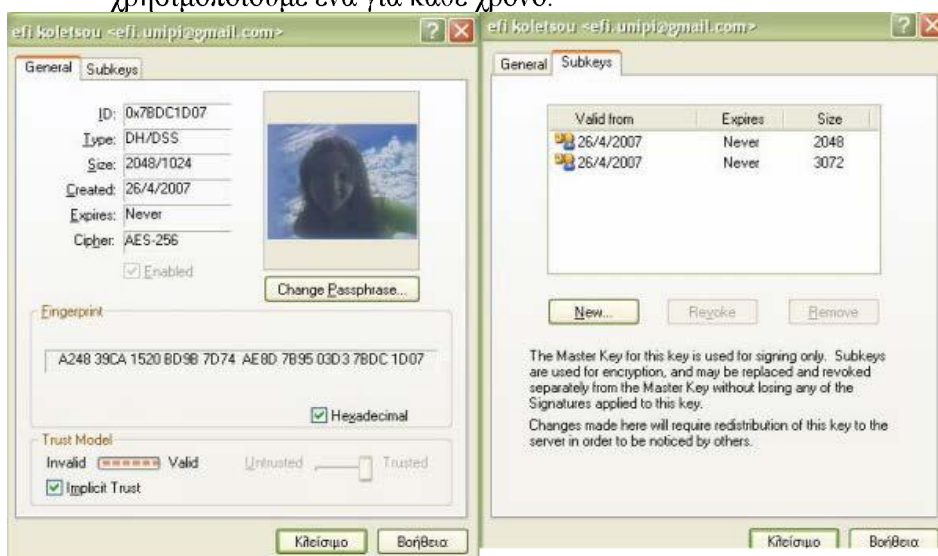 χρησιμοποιούμε ένα για κάθε χρόνο.
efi koletsou <efi.unipi@gmail.com>
General Subkeys
ID: 0x7BDC1D07
Type: DH/DSS
Size: 2048/1024
Created: 26/4/2007
Expires: Never
Cipher: AES-256
Enabled
Change Passphrase...
Fingerprint
A248 39CA 1520 BD9B 7D74 AE8D 7B95 03D3 7BDC 1D07
Hexadecimal
Trust Model
Invalid Valid Untrusted Trusted
Implicit Trust
Κλείσιμο Βοήθεια
efi koletsou <efi.unipi@gmail.com>
General Subkeys
Valid from Expires Size
26/4/2007 Never 2048
26/4/2007 Never 3072
New... Revoke Remove
The Master Key for this key is used for signing only. Subkeys
are used for encryption, and may be replaced and revoked
separately from the Master Key without losing any of the
Signatures applied to this key.
Changes made here will require redistribution of this key to the
server in order to be noticed by others.
Κλείσιμο Βοήθεια